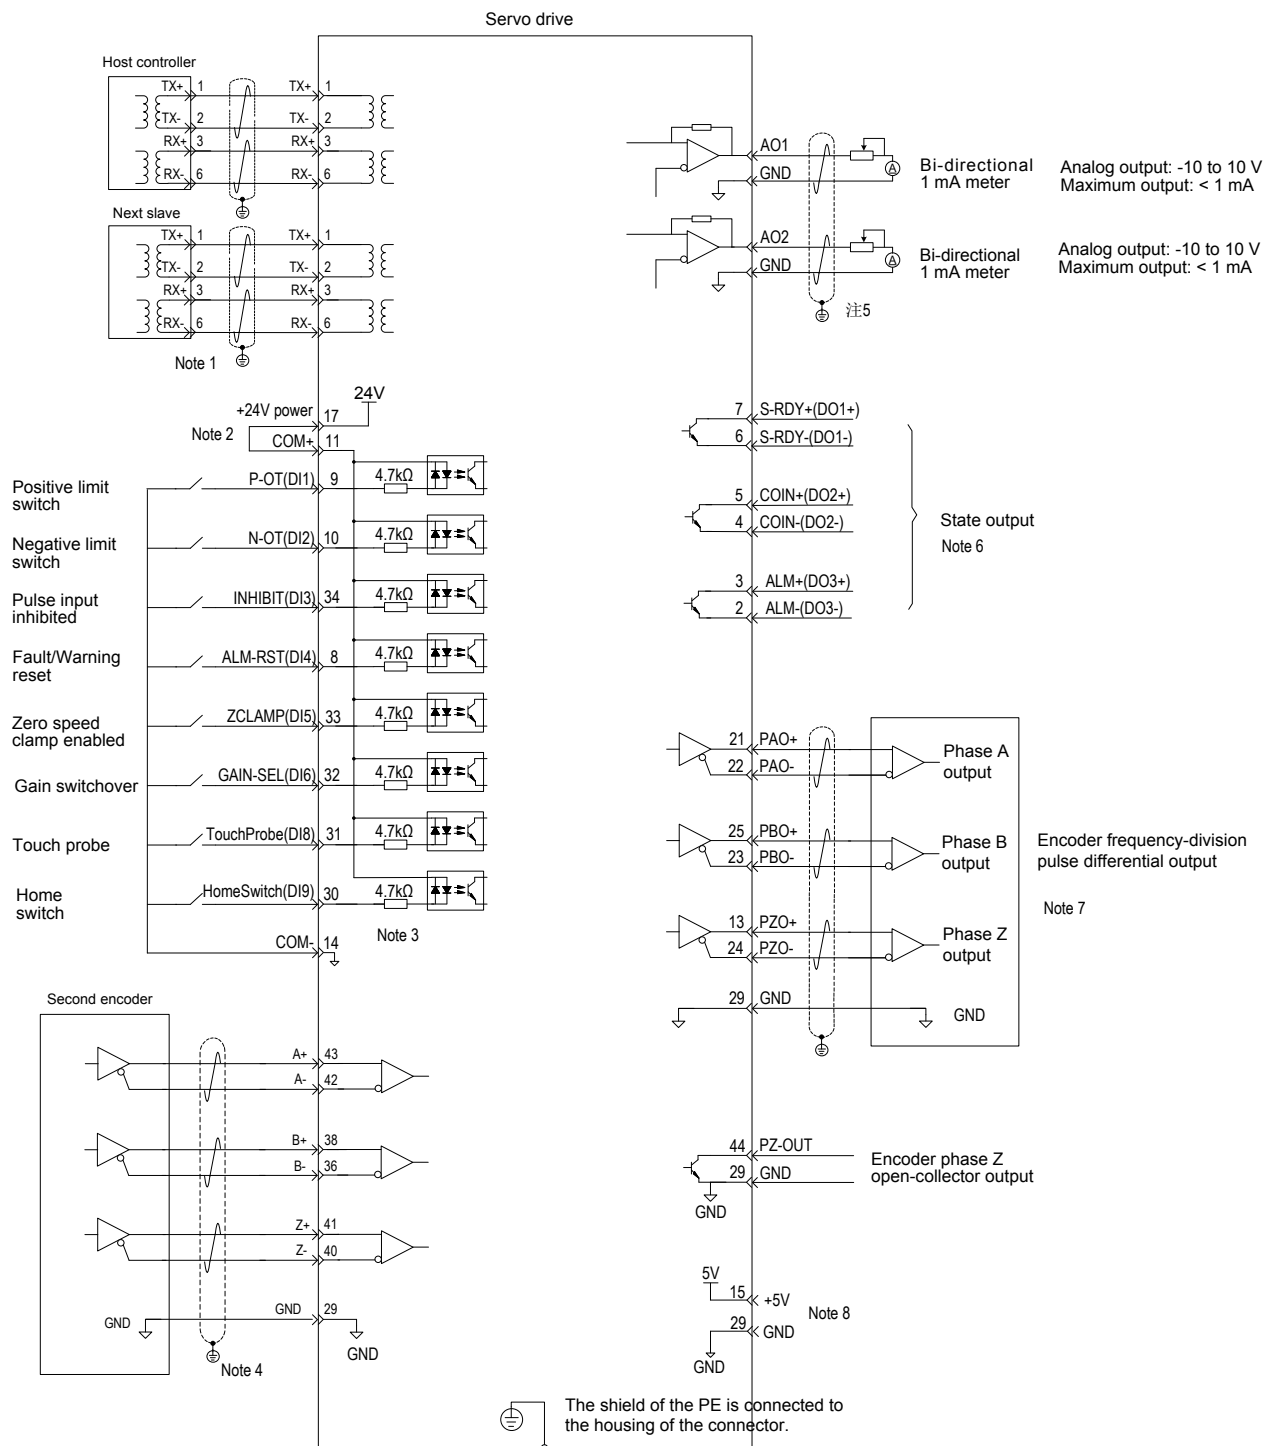 Servo drive
Host controller
TX+ 1 TX+ 1
TX- 2 TX- 2
RX+ 3 RX+ 3
RX- 6 RX- 6
Next slave
TX+ 1 TX+ 1
TX- 2 TX- 2
RX+ 3 RX+ 3
RX- 6 RX- 6
Note 1
24V
+24V power 17
Note 2
COM+ 11
Positive limit
switch
P-OT(DI1) 9 4.7kΩ
Negative limit
switch
N-OT(DI2) 10 4.7kΩ
Pulse input
inhibited
INHIBIT(DI3) 34 4.7kΩ
Fault/Warning
reset
ALM-RST(DI4) 8 4.7kΩ
Zero speed
clamp enabled
ZCLAMP(DI5) 33 4.7kΩ
Gain switchover
GAIN-SEL(DI6) 32 4.7kΩ
Touch probe
TouchProbe(DI8) 31 4.7kΩ
Home
switch
HomeSwitch(DI9) 30 4.7kΩ
Note 3
COM- 14
Second encoder
A+ 43
A- 42
B+ 38
B- 36
Z+ 41
Z- 40
GND GND 29
GND
Note 4
AO1
GND
A
Bi-directional
1 mA meter
Analog output: -10 to 10 V
Maximum output: < 1 mA
AO2
GND
A
Bi-directional
1 mA meter
Analog output: -10 to 10 V
Maximum output: < 1 mA
注5
7 S-RDY+(DO1+)
6 S-RDY-(DO1-)
5 COIN+(DO2+)
4 COIN-(DO2-)
3 ALM+(DO3+)
2 ALM-(DO3-)
State output
Note 6
21 PAO+
22 PAO-
Phase A
output
25 PBO+
23 PBO-
Phase B
output
13 PZO+
24 PZO-
Phase Z
output
29 GND
GND
Encoder frequency-division
pulse differential output
Note 7
44 PZ-OUT
29 GND
GND
Encoder phase Z
open-collector output
5V
15 +5V
29 GND
GND
Note 8
The shield of the PE is connected to
the housing of the connector.